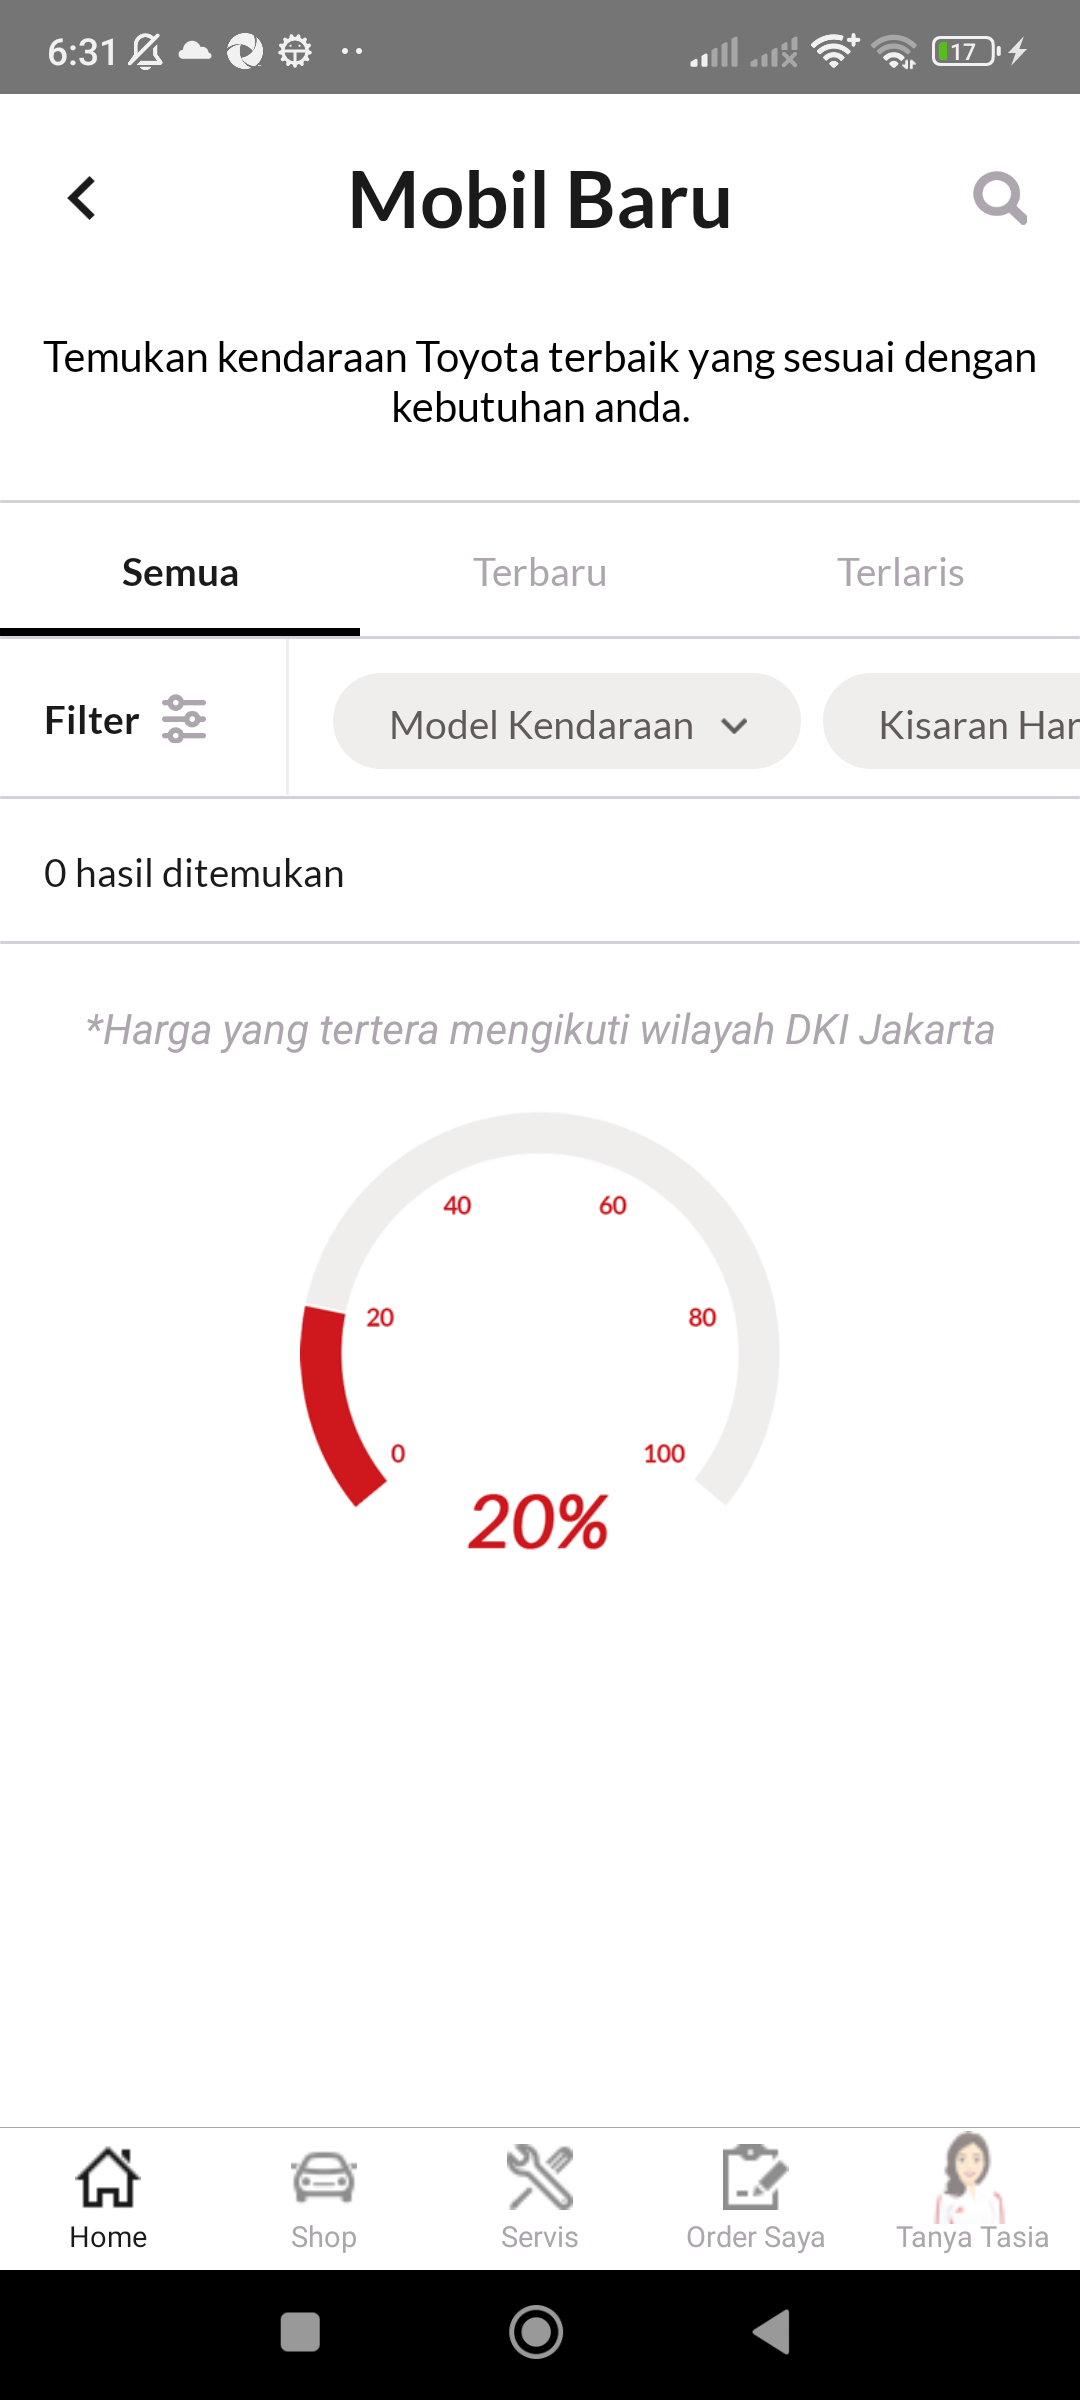 6:31
17
Mobil Baru
Temukan kendaraan Toyota terbaik yang sesuai dengan
kebutuhan anda.
Semua Terbaru Terlaris
Filter Model Kendaraan Kisaran Har
0 hasil ditemukan
*Harga yang tertera mengikuti wilayah DKI Jakarta
40 60
20 80
0 100
20%
Home Shop Servis Order Saya Tanya Tasia